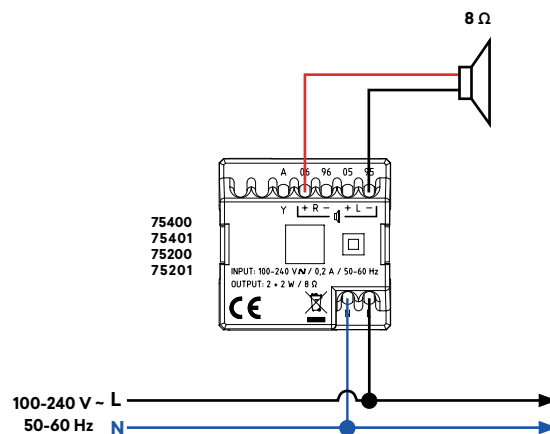 8 Ω
A 06 96 05 95
Y + R − + L −
75400
75401
75200
75201
INPUT: 100-240 V~ / 0,2 A / 50-60 Hz
OUTPUT: 2 + 2 W / 8 Ω
CE
N L
100-240 V ~ L
50-60 Hz N